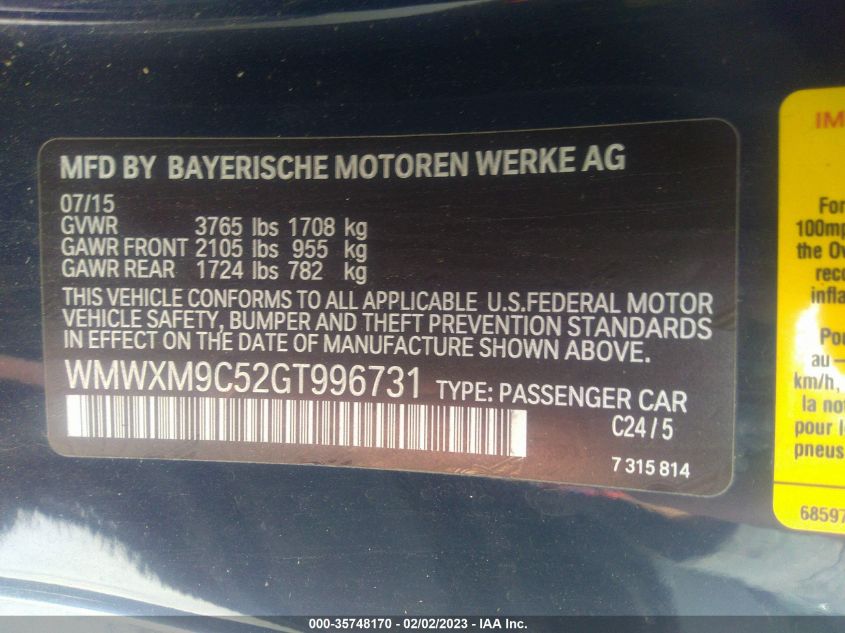 MFD BY BAYERISCHE MOTOREN WERKE AG
07/15
GVWR 3765 lbs 1708 kg
GAWR FRONT 2105 lbs 955 kg
GAWR REAR 1724 lbs 782 kg
THIS VEHICLE CONFORMS TO ALL APPLICABLE U.S.FEDERAL MOTOR
VEHICLE SAFETY, BUMPER AND THEFT PREVENTION STANDARDS
IN EFFECT ON THE DATE OF MANUFACTURE SHOWN ABOVE.
WMWXM9C52GT996731 TYPE: PASSENGER CAR
C24/5
7 315 814
IM
For
100mp
the Ov
reco
infla
Pou
au —
km/h,
la not
pour l
pneus
68597
000-35748170 - 02/02/2023 - IAA Inc.